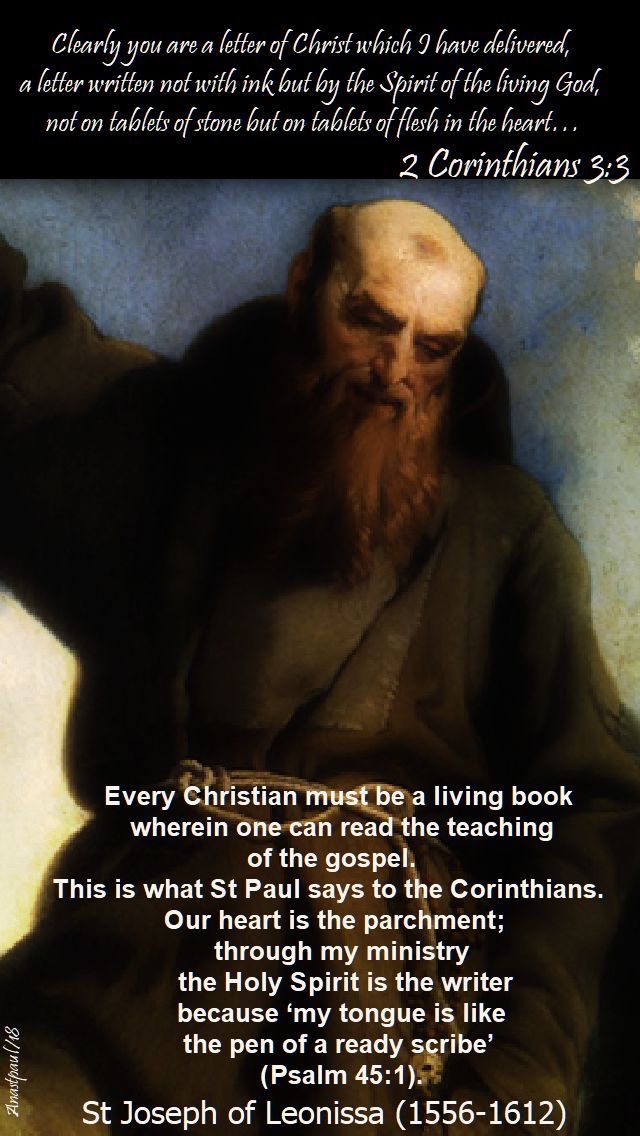 Clearly you are a letter of Christ which I have delivered,
a letter written not with ink but by the Spirit of the living God,
not on tablets of stone but on tablets of flesh in the heart…
2 Corinthians 3:3
Every Christian must be a living book
wherein one can read the teaching
of the gospel.
This is what St Paul says to the Corinthians.
Our heart is the parchment;
through my ministry
the Holy Spirit is the writer
because ‘my tongue is like
the pen of a ready scribe’
(Psalm 45:1).
St Joseph of Leonissa (1556-1612)
Anastpaul/18